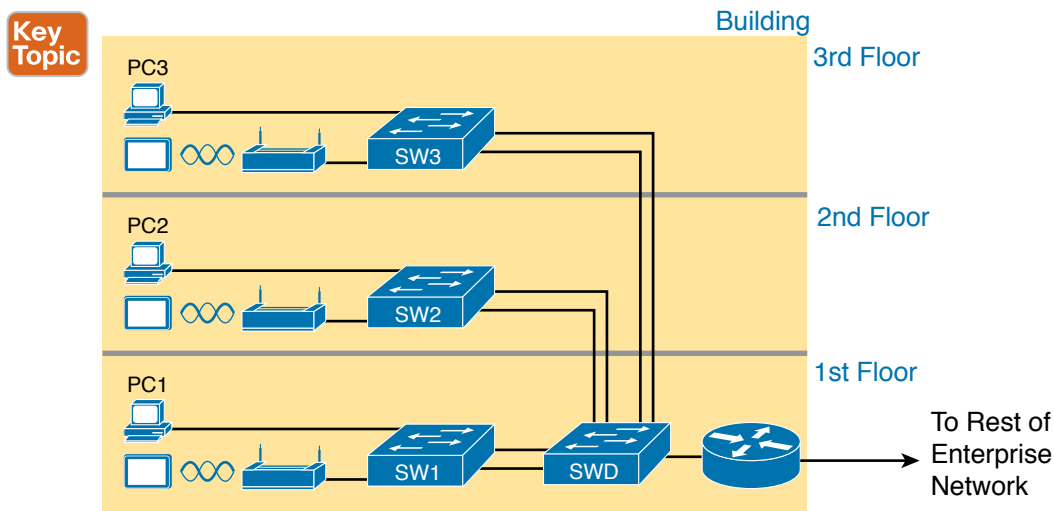 Key
Topic
Building
3rd Floor
PC3
SW3
2nd Floor
PC2
SW2
1st Floor
PC1
SW1
SWD
To Rest of
Enterprise
Network